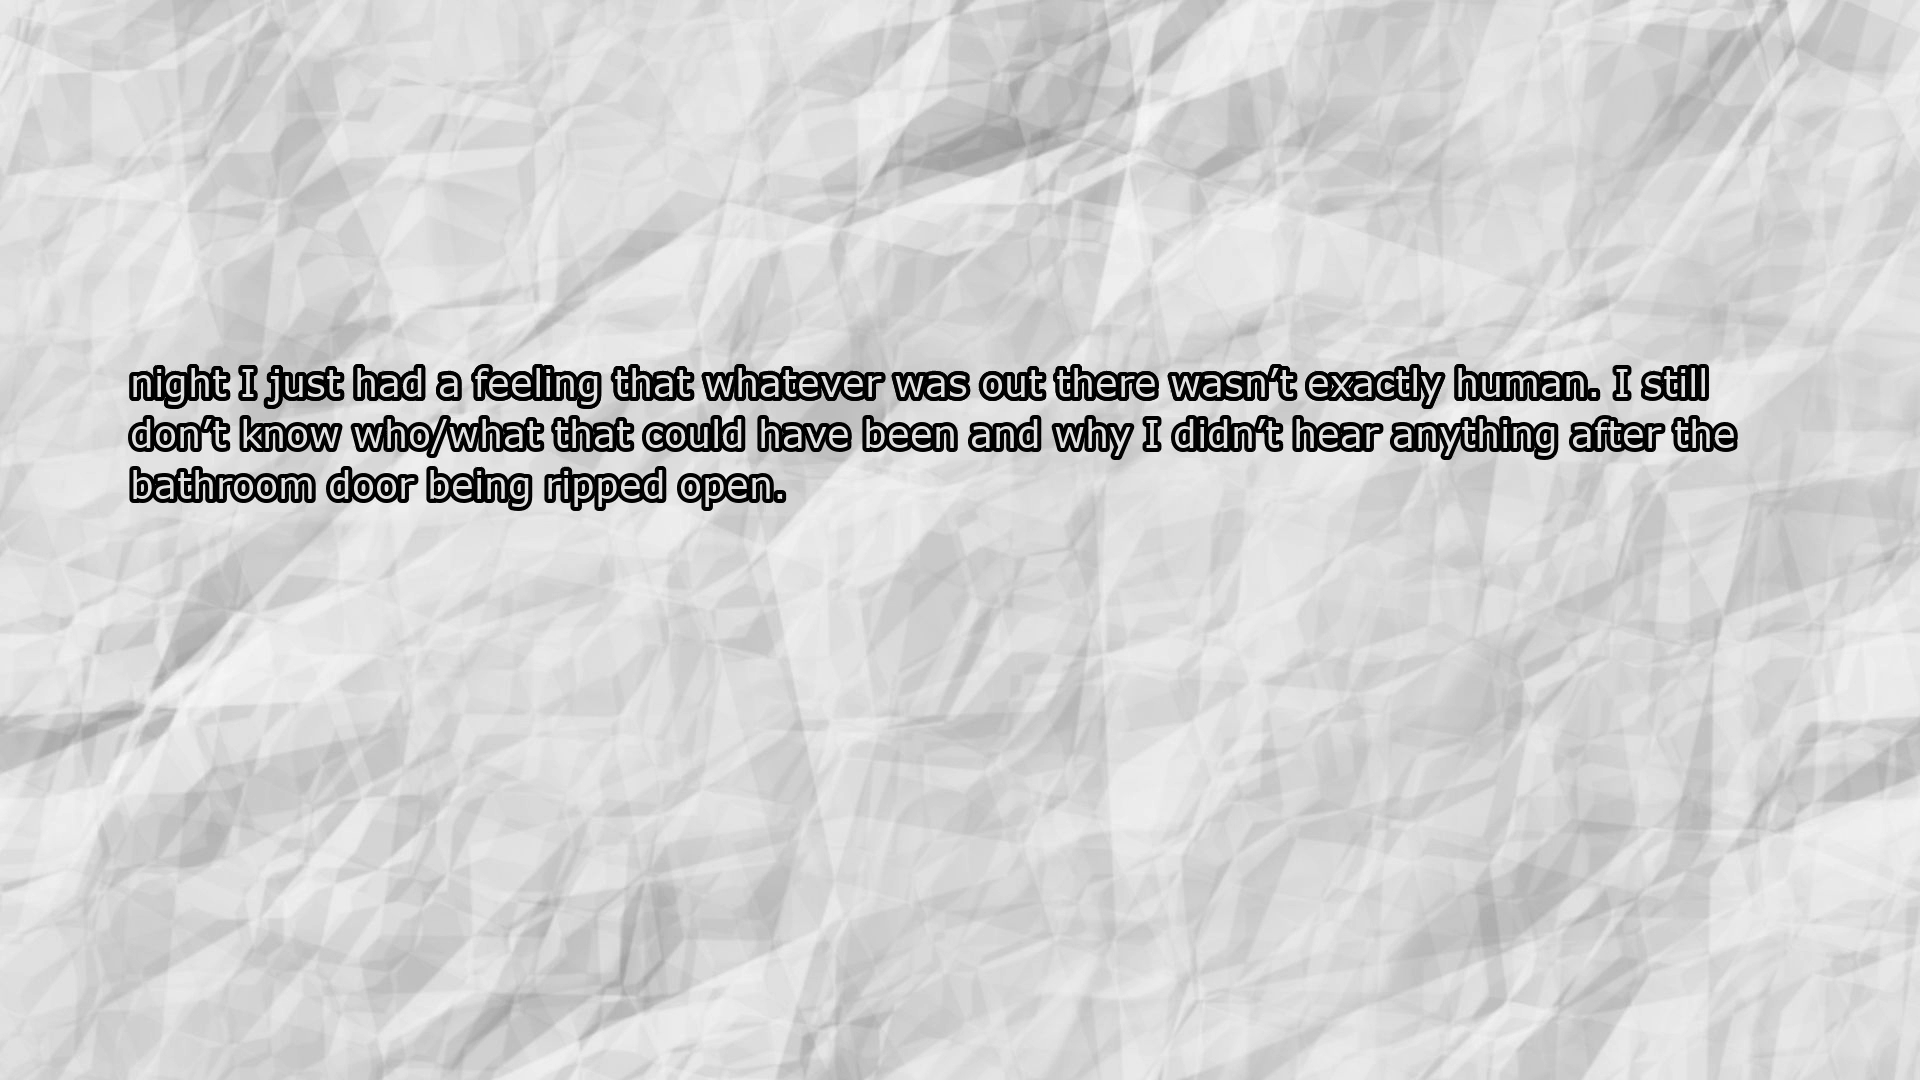 night I just had a feeling that whatever was out there wasn’t exactly human. I still
don’t know who/what that could have been and why I didn’t hear anything after the
bathroom door being ripped open.